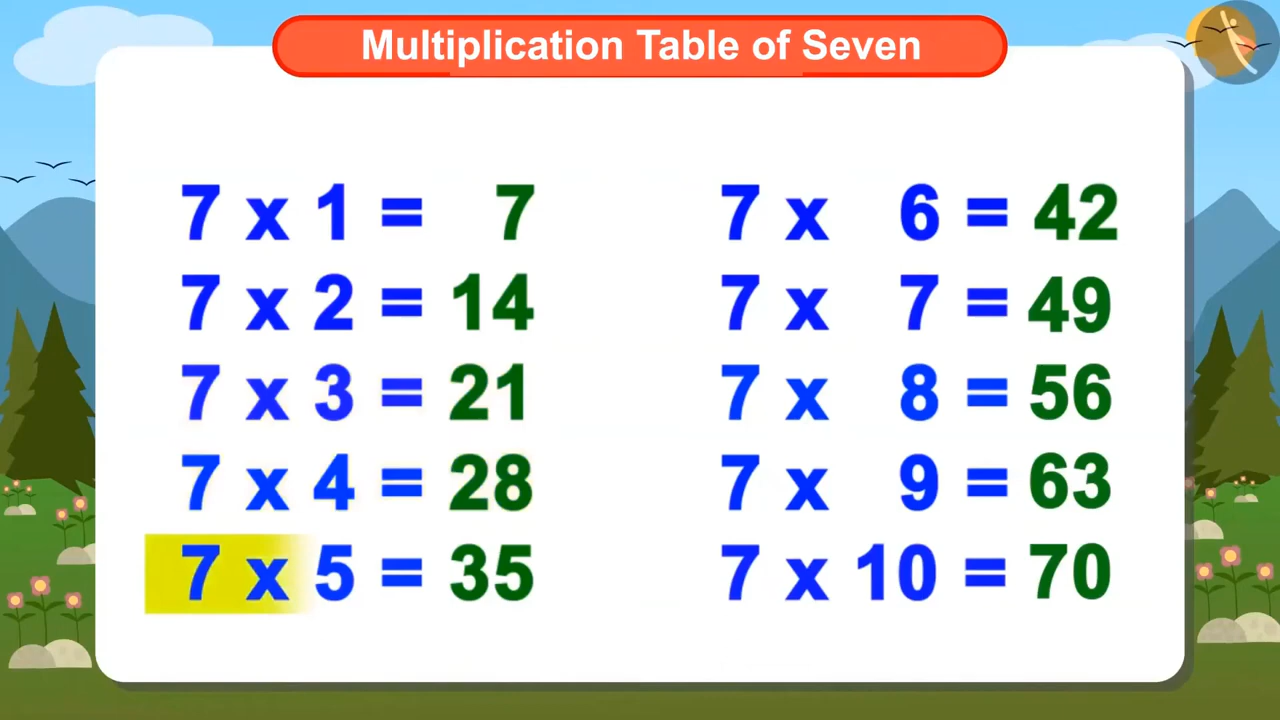 Multiplication Table of Seven
7 x 1 = 7
7 x 2 = 14
7 x 3 = 21
7 x 4 = 28
7 x 5 = 35
7 x 6 = 42
7 x 7 = 49
7 x 8 = 56
7 x 9 = 63
7 x 10 = 70